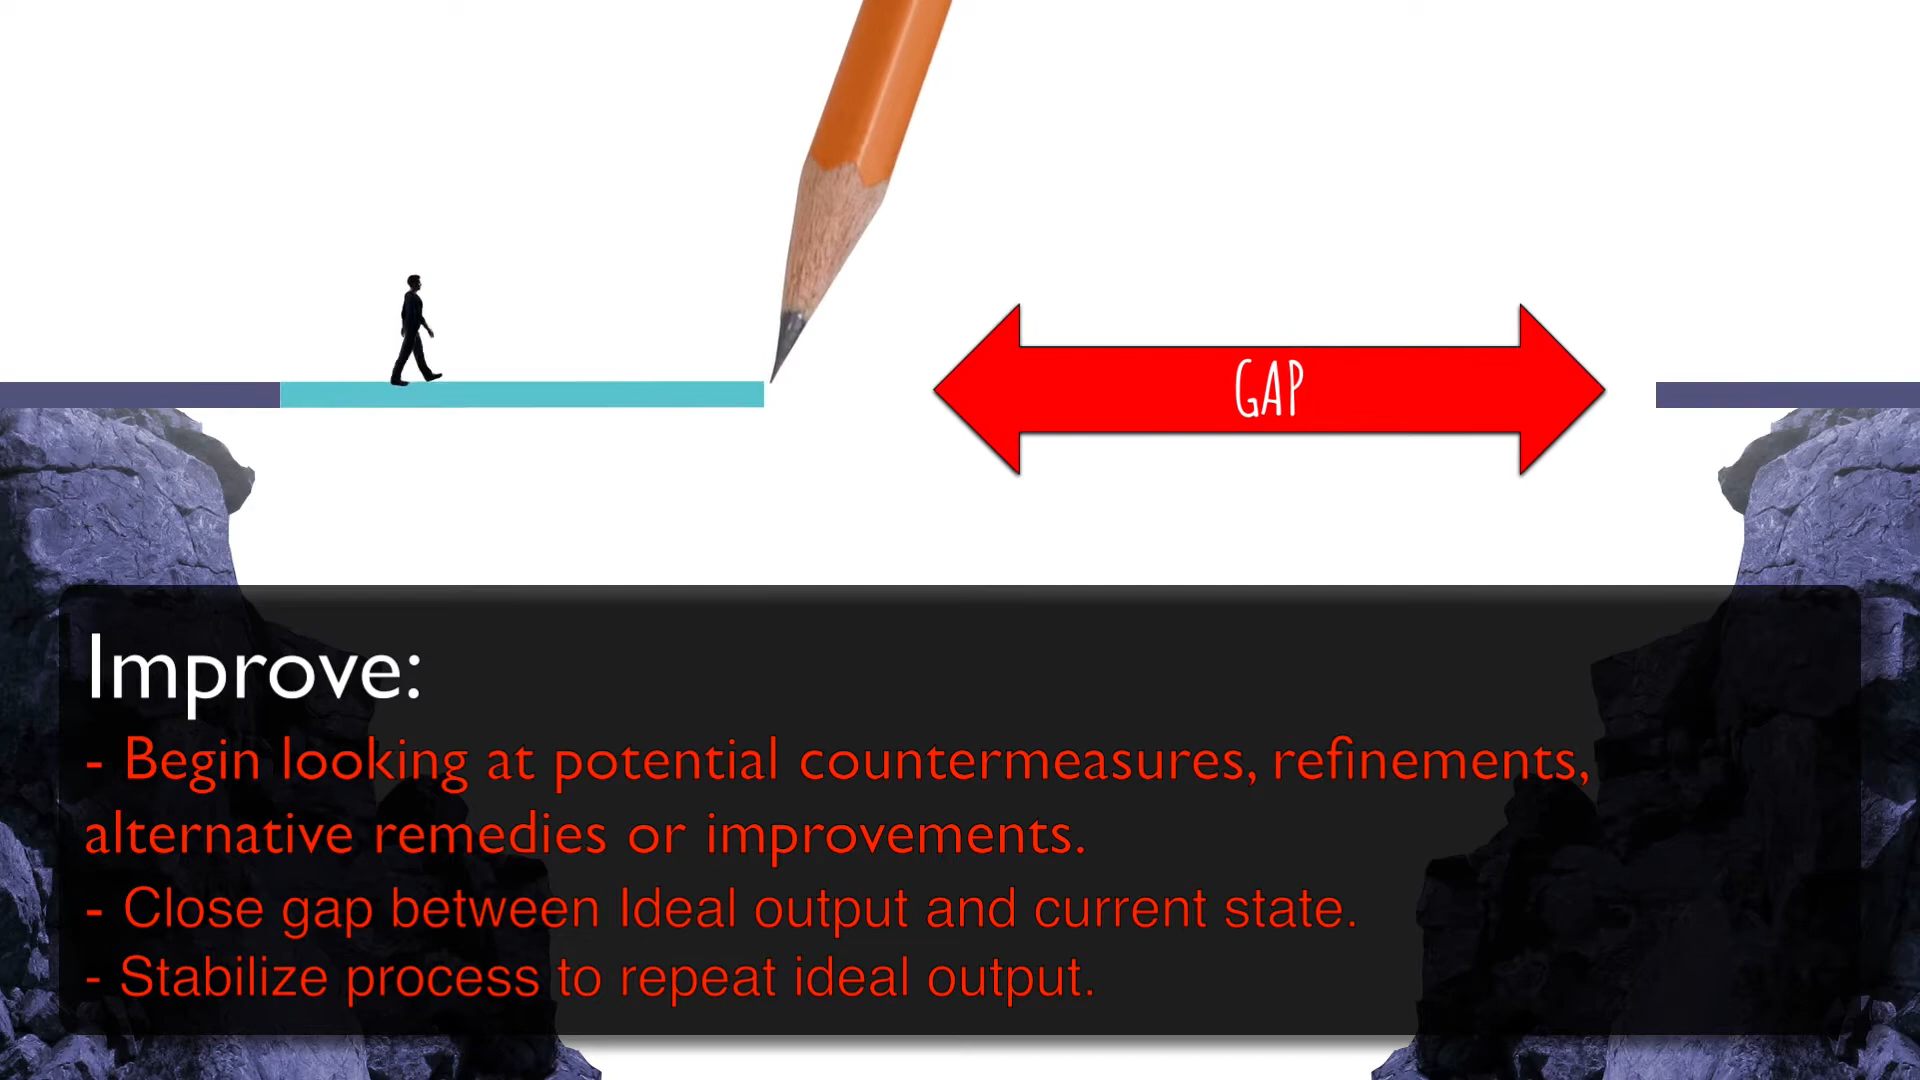 GAP
Improve:
- Begin looking at potential countermeasures, refinements,
alternative remedies or improvements.
- Close gap between Ideal output and current state.
- Stabilize process to repeat ideal output.